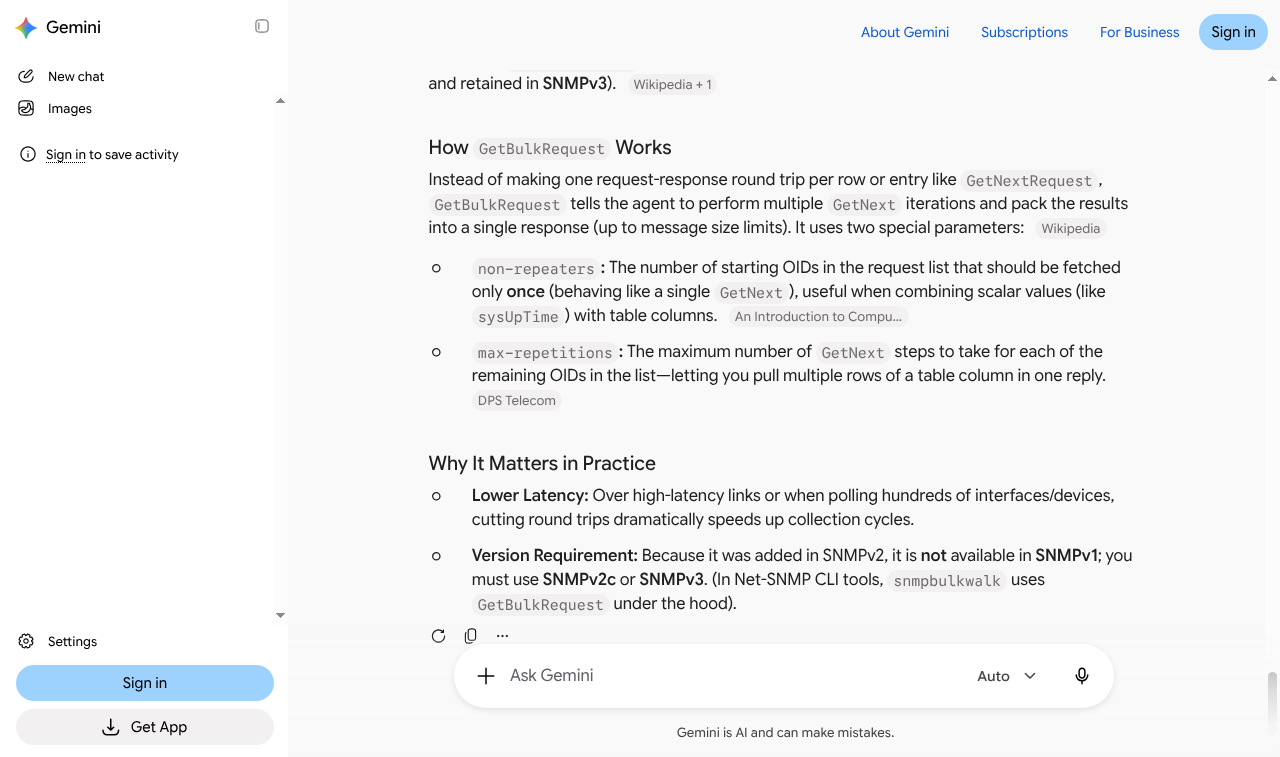 Gemini
New chat
Images
Sign in to save activity
Settings
Sign in
Get App
About Gemini
Subscriptions
For Business
Sign in
and retained in SNMPv3). Wikipedia + 1
How GetBulkRequest Works
Instead of making one request-response round trip per row or entry like GetNextRequest ,
GetBulkRequest tells the agent to perform multiple GetNext iterations and pack the results
into a single response (up to message size limits). It uses two special parameters: Wikipedia
non-repeaters : The number of starting OIDs in the request list that should be fetched
only once (behaving like a single GetNext ), useful when combining scalar values (like
sysUpTime ) with table columns. An Introduction to Compu...
max-repetitions : The maximum number of GetNext steps to take for each of the
remaining OIDs in the list—letting you pull multiple rows of a table column in one reply.
DPS Telecom
Why It Matters in Practice
Lower Latency: Over high-latency links or when polling hundreds of interfaces/devices,
cutting round trips dramatically speeds up collection cycles.
Version Requirement: Because it was added in SNMPv2, it is not available in SNMPv1; you
must use SNMPv2c or SNMPv3. (In Net-SNMP CLI tools, snmpbulkwalk uses
GetBulkRequest under the hood).
Ask Gemini
Auto
Gemini is AI and can make mistakes.